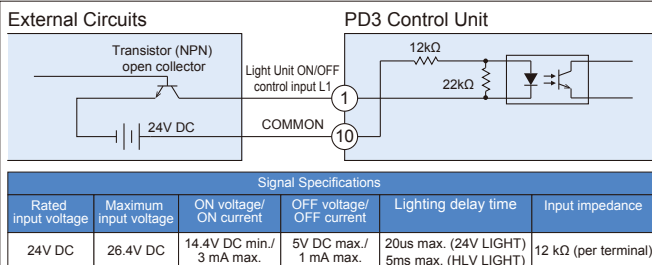 External Circuits
PD3 Control Unit
Transistor (NPN)
open collector
Light Unit ON/OFF
control input L1
12kΩ
22kΩ
1
24V DC
COMMON
10
Signal Specifications
Rated
input voltage
Maximum
input voltage
ON voltage/
ON current
OFF voltage/
OFF current
Lighting delay time
Input impedance
24V DC
26.4V DC
14.4V DC min./
3 mA max.
5V DC max./
1 mA max.
20us max. (24V LIGHT)
5ms max. (HLV LIGHT)
12 kΩ (per terminal)